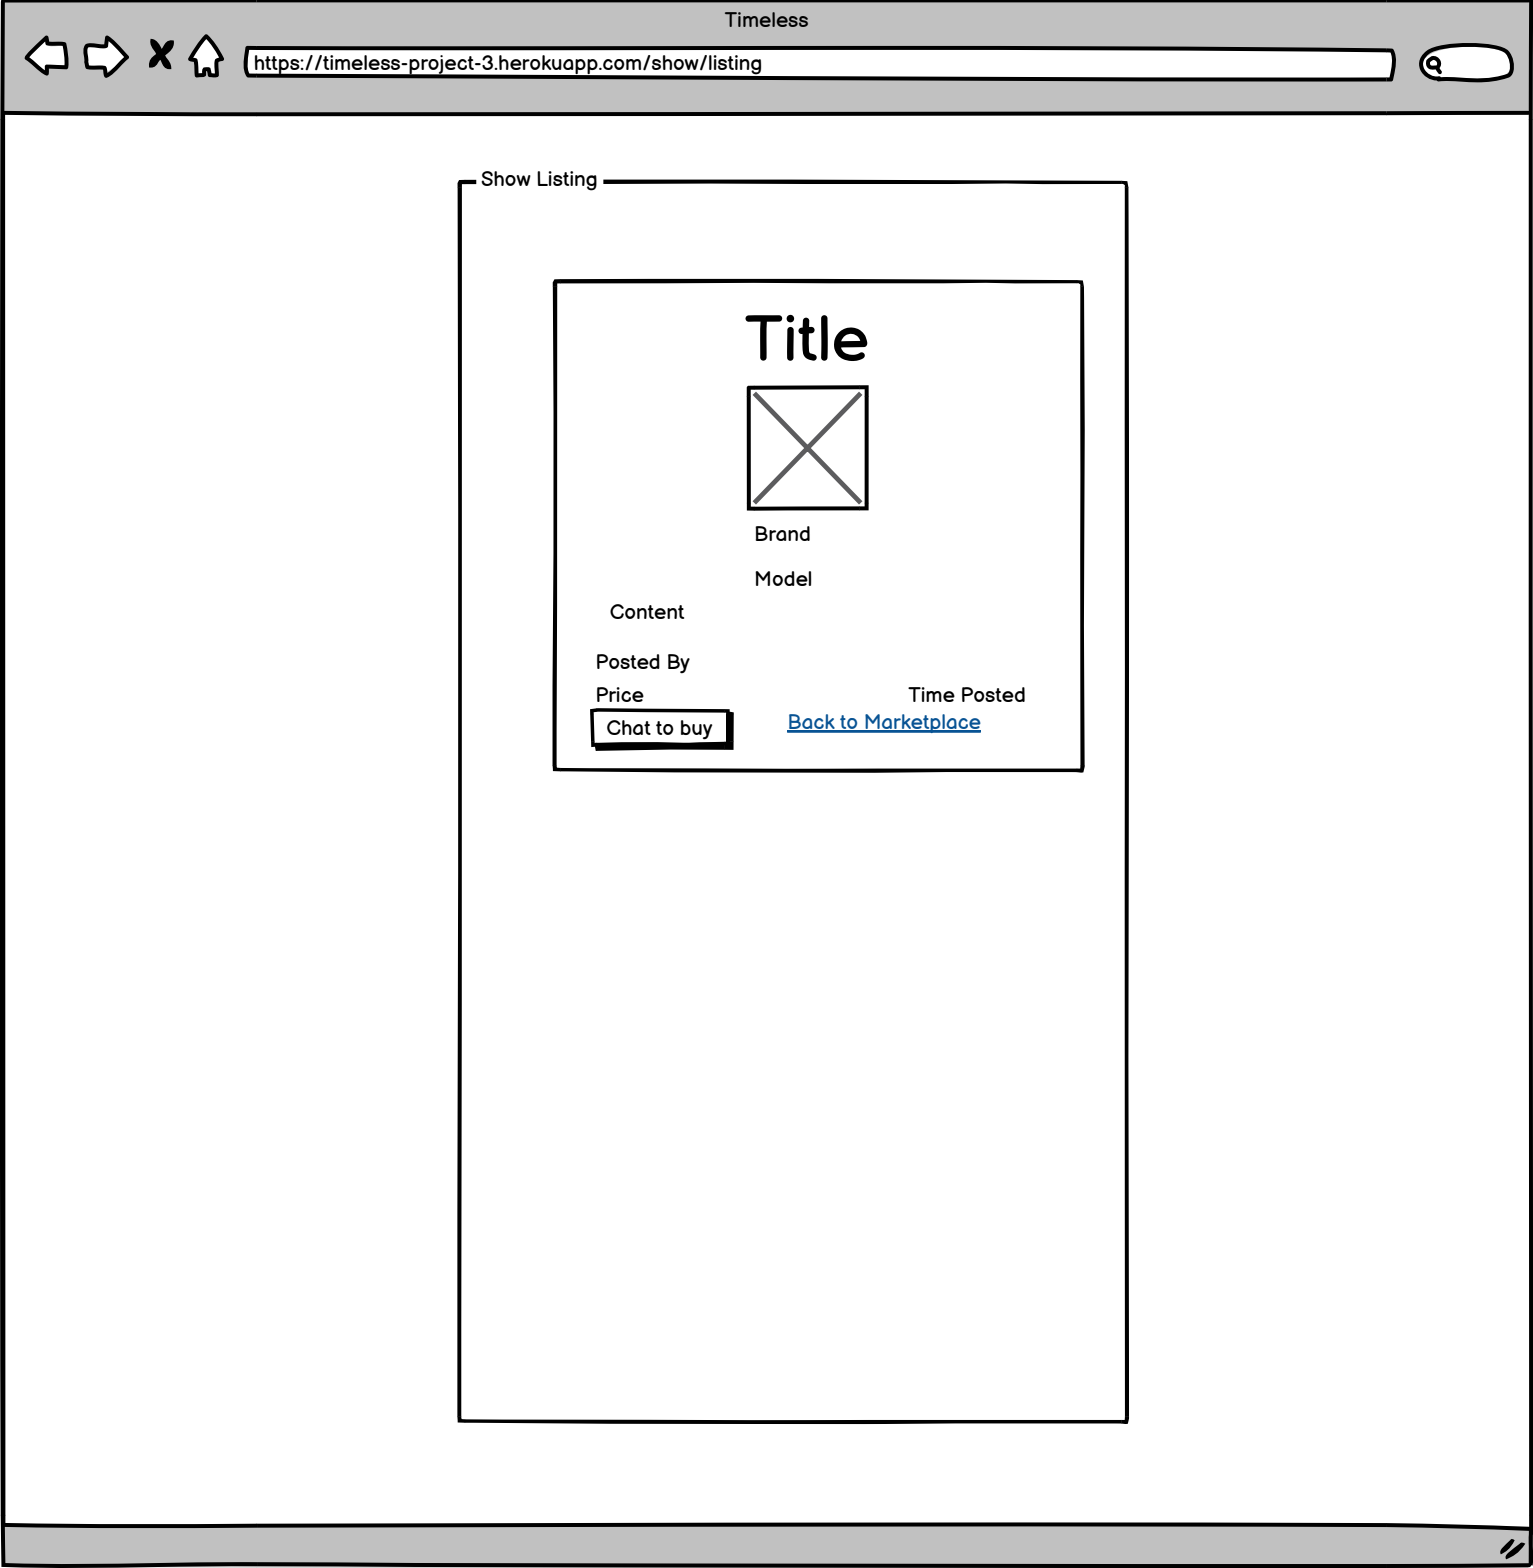 Timeless
https://timeless-project-3.herokuapp.com/show/listing
Show Listing
Title
Brand
Model
Content
Posted By
Price
Time Posted
Chat to buy
Back to Marketplace